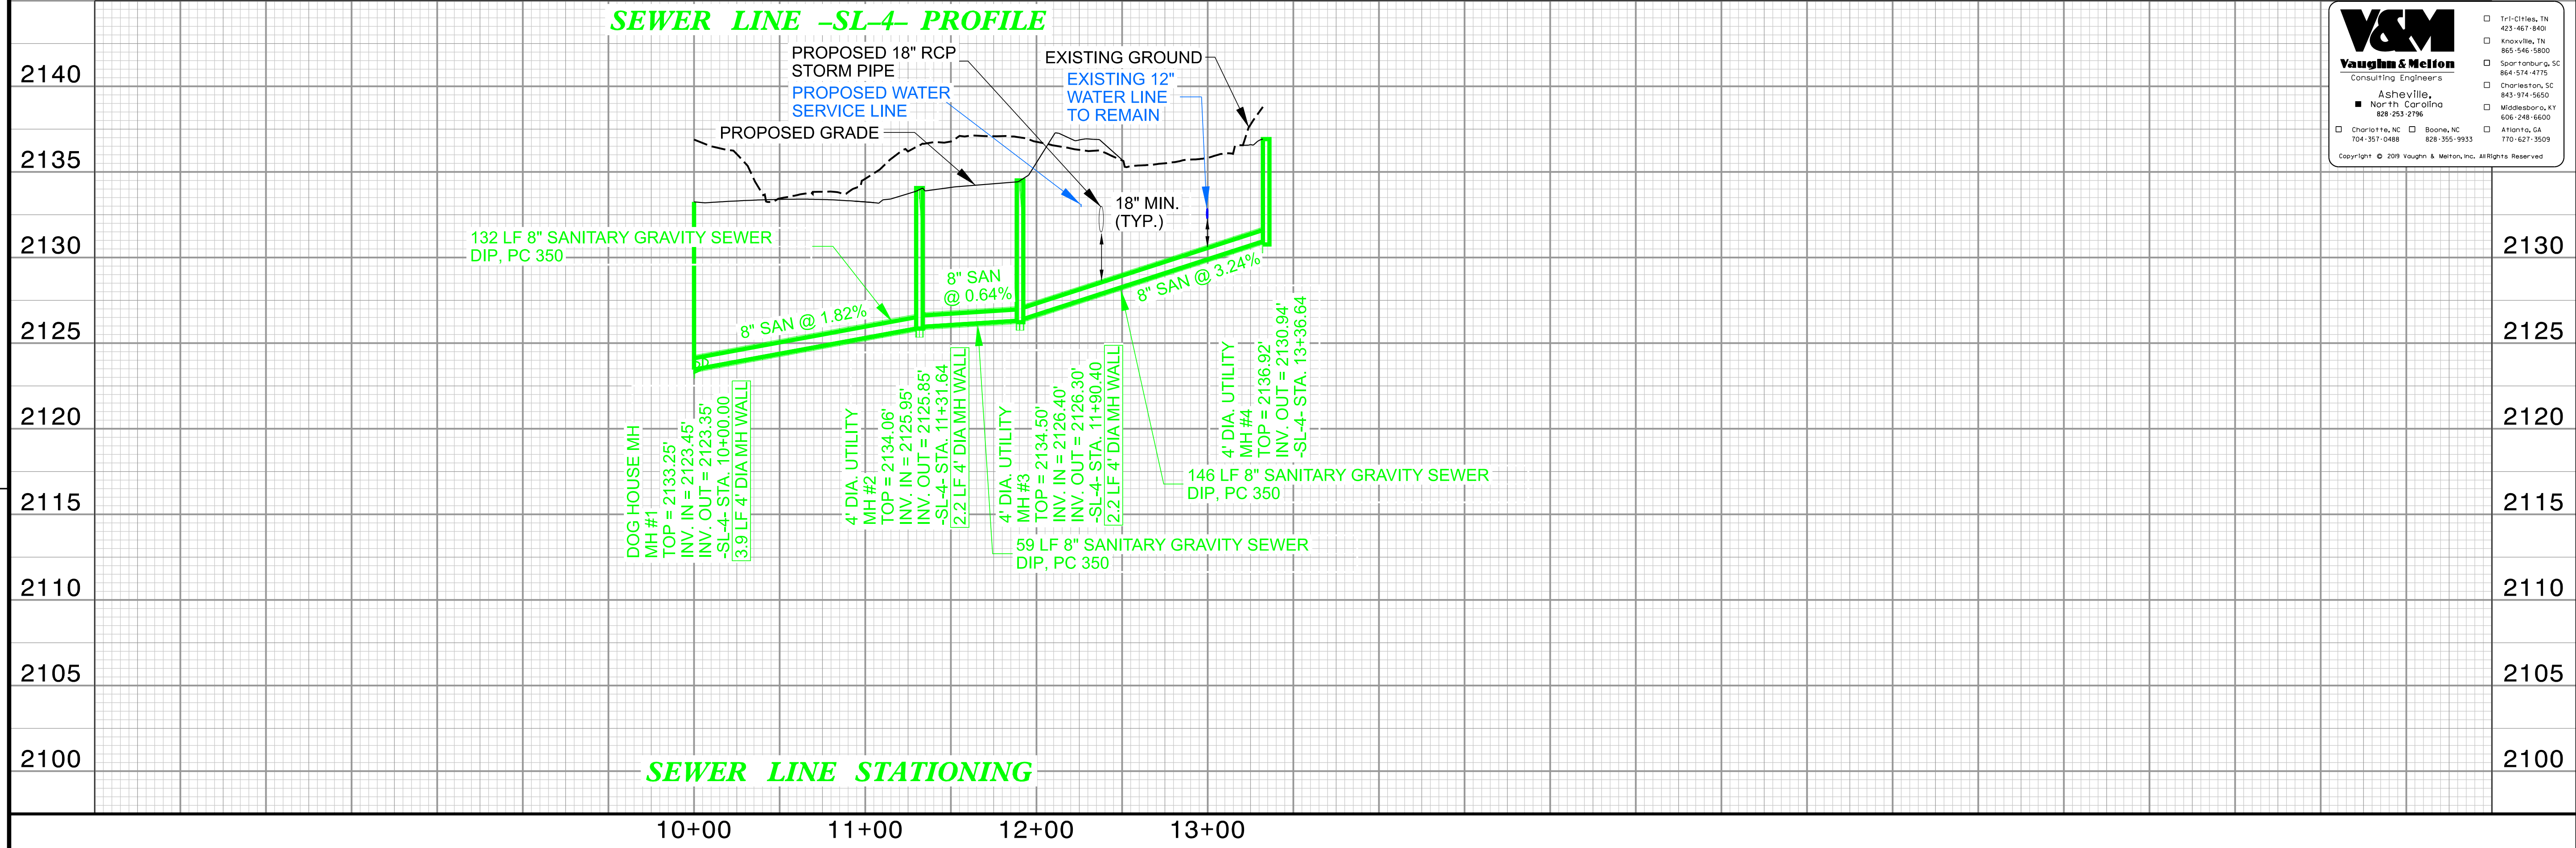 SEWER LINE –SL–4– PROFILE
PROPOSED 18" RCP
STORM PIPE
PROPOSED WATER
SERVICE LINE
PROPOSED GRADE
EXISTING GROUND
EXISTING 12"
WATER LINE
TO REMAIN
18" MIN.
(TYP.)
132 LF 8" SANITARY GRAVITY SEWER
DIP, PC 350
8" SAN @ 1.82%
8" SAN
@ 0.64%
8" SAN @ 3.24%
DOG HOUSE MH
MH #1
TOP = 2133.25'
INV. IN = 2123.45'
INV. OUT = 2123.35'
-SL-4- STA. 10+00.00
3.9 LF 4' DIA MH WALL
4' DIA. UTILITY
MH #2
TOP = 2134.06'
INV. IN = 2125.95'
INV. OUT = 2125.85'
-SL-4- STA. 11+31.64
2.2 LF 4' DIA MH WALL
4' DIA. UTILITY
MH #3
TOP = 2134.50'
INV. IN = 2126.40'
INV. OUT = 2126.30'
-SL-4- STA. 11+90.40
2.2 LF 4' DIA MH WALL
4' DIA. UTILITY
MH #4
TOP = 2136.92'
INV. OUT = 2130.94'
-SL-4- STA. 13+36.64
146 LF 8" SANITARY GRAVITY SEWER
DIP, PC 350
59 LF 8" SANITARY GRAVITY SEWER
DIP, PC 350
SEWER LINE STATIONING
2140
2135
2130
2125
2120
2115
2110
2105
2100
2130
2125
2120
2115
2110
2105
2100
10+00 11+00 12+00 13+00
V&M
Vaughn & Melton
Consulting Engineers
Asheville,
North Carolina
828-253-2796
Tri-Cities, TN
423-467-8401
Knoxville, TN
865-546-5800
Spartanburg, SC
864-574-4775
Charleston, SC
843-974-5650
Middlesboro, KY
606-248-6600
Charlotte, NC
704-357-0488
Boone, NC
828-355-9933
Atlanta, GA
770-627-3509
Copyright © 2019 Vaughn & Melton, Inc. All Rights Reserved